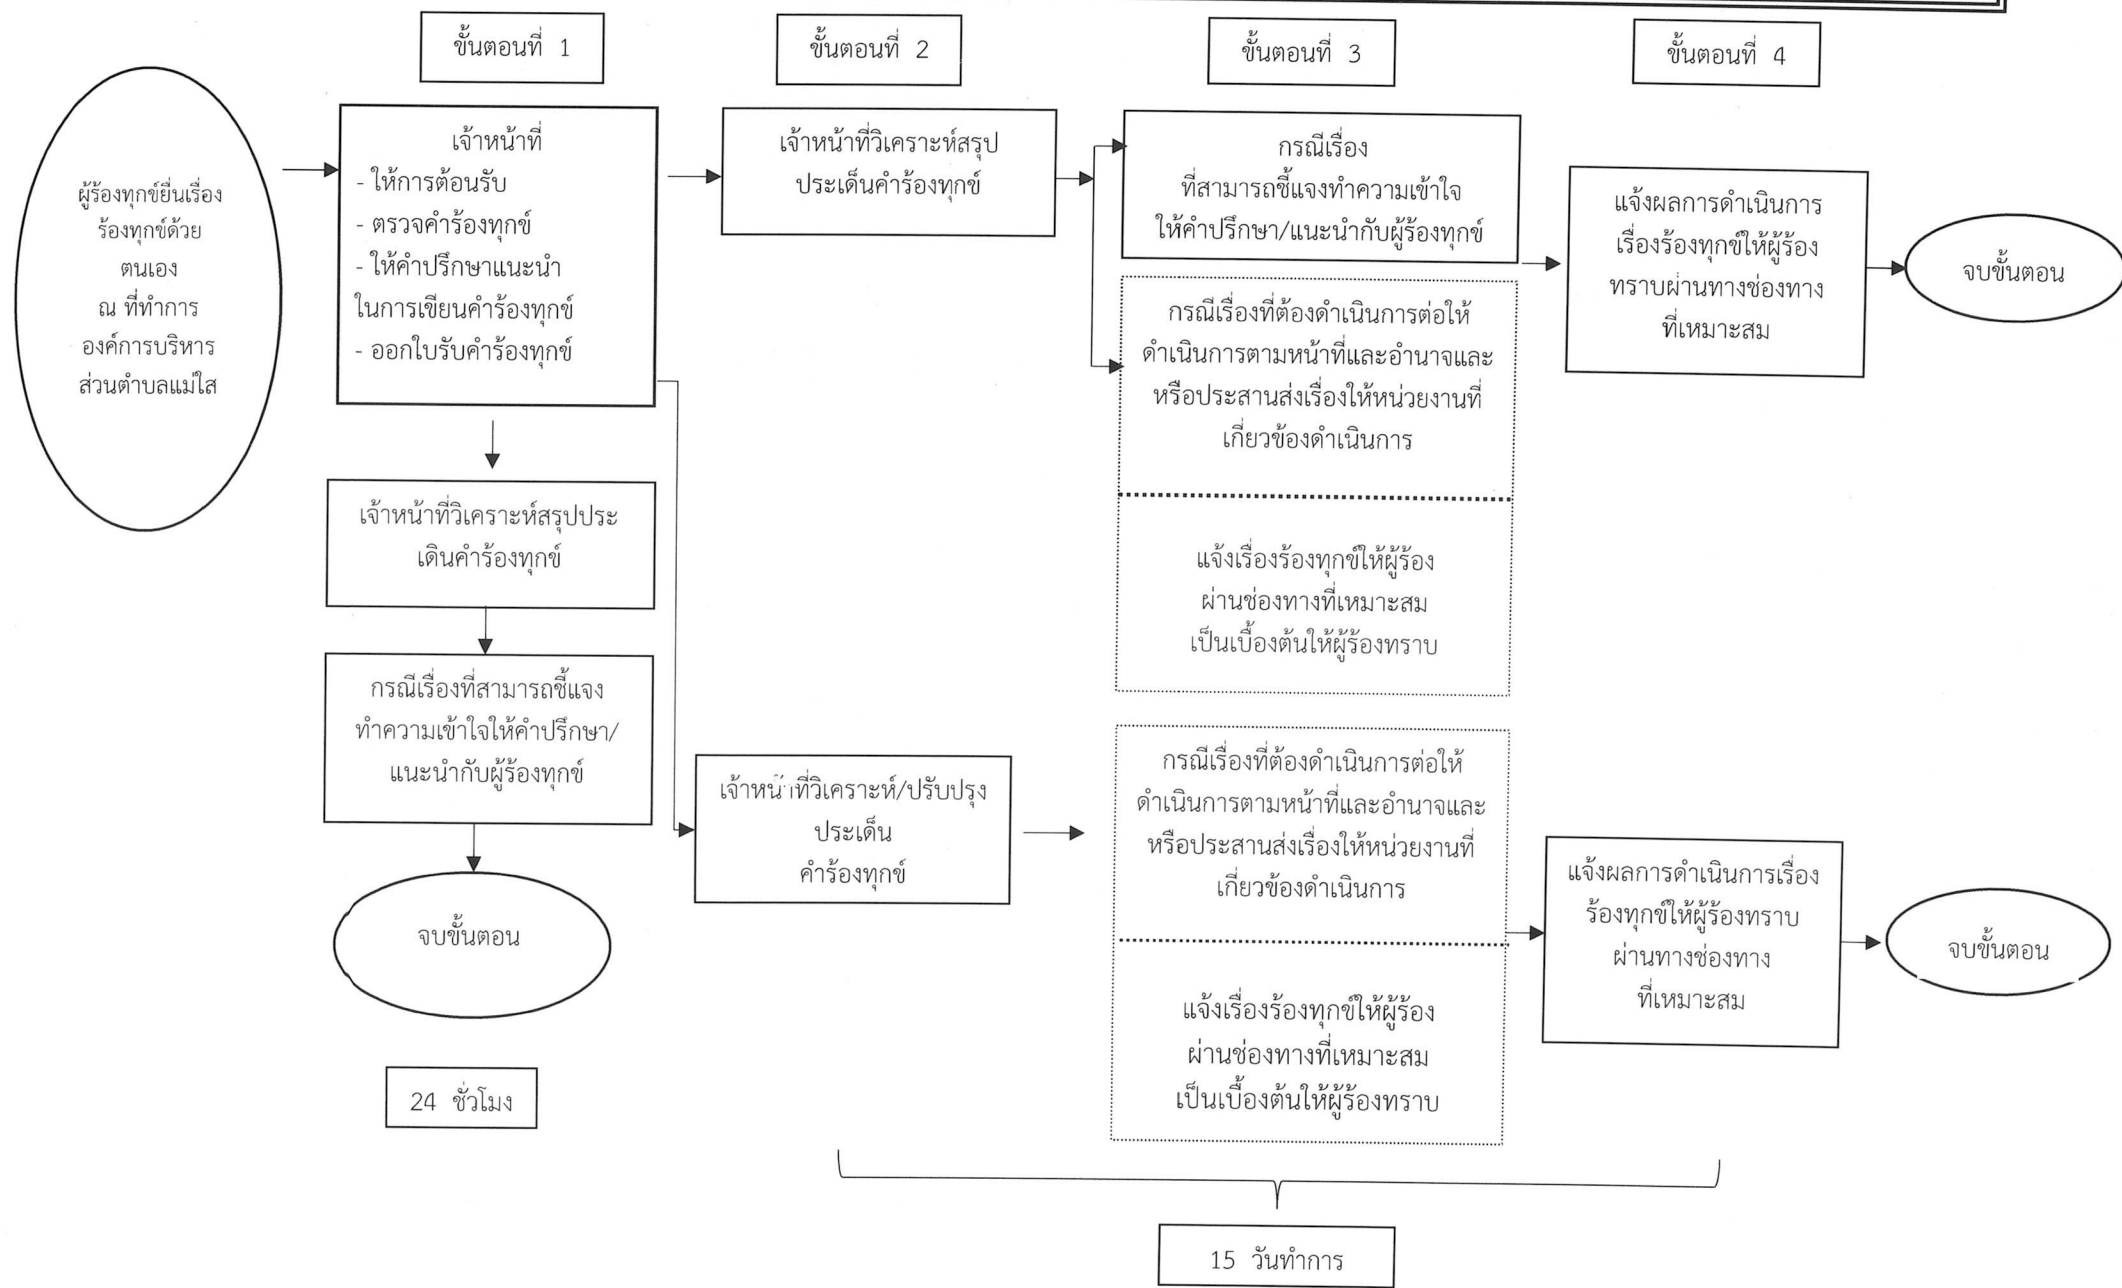 ขั้นตอนที่ 1
ขั้นตอนที่ 2
ขั้นตอนที่ 3
ขั้นตอนที่ 4
ผู้ร้องทุกข์ยื่นเรื่อง
ร้องทุกข์ด้วย
ตนเอง
ณ ที่ทำการ
องค์การบริหาร
ส่วนตำบลแม่ใส
เจ้าหน้าที่
- ให้การต้อนรับ
- ตรวจคำร้องทุกข์
- ให้คำปรึกษาแนะนำ
ในการเขียนคำร้องทุกข์
- ออกใบรับคำร้องทุกข์
เจ้าหน้าที่วิเคราะห์สรุป
ประเด็นคำร้องทุกข์
กรณีเรื่อง
ที่สามารถชี้แจงทำความเข้าใจ
ให้คำปรึกษา/แนะนำกับผู้ร้องทุกข์
กรณีเรื่องที่ต้องดำเนินการต่อให้
ดำเนินการตามหน้าที่และอำนาจและ
หรือประสานส่งเรื่องให้หน่วยงานที่
เกี่ยวข้องดำเนินการ
แจ้งเรื่องร้องทุกข์ให้ผู้ร้อง
ผ่านช่องทางที่เหมาะสม
เป็นเบื้องต้นให้ผู้ร้องทราบ
แจ้งผลการดำเนินการ
เรื่องร้องทุกข์ให้ผู้ร้อง
ทราบผ่านทางช่องทาง
ที่เหมาะสม
จบขั้นตอน
เจ้าหน้าที่วิเคราะห์สรุปประ
เดินคำร้องทุกข์
กรณีเรื่องที่สามารถชี้แจง
ทำความเข้าใจให้คำปรึกษา/
แนะนำกับผู้ร้องทุกข์
จบขั้นตอน
24 ชั่วโมง
เจ้าหน้าที่วิเคราะห์/ปรับปรุง
ประเด็น
คำร้องทุกข์
กรณีเรื่องที่ต้องดำเนินการต่อให้
ดำเนินการตามหน้าที่และอำนาจและ
หรือประสานส่งเรื่องให้หน่วยงานที่
เกี่ยวข้องดำเนินการ
แจ้งเรื่องร้องทุกข์ให้ผู้ร้อง
ผ่านช่องทางที่เหมาะสม
เป็นเบื้องต้นให้ผู้ร้องทราบ
แจ้งผลการดำเนินการเรื่อง
ร้องทุกข์ให้ผู้ร้องทราบ
ผ่านทางช่องทาง
ที่เหมาะสม
จบขั้นตอน
15 วันทำการ